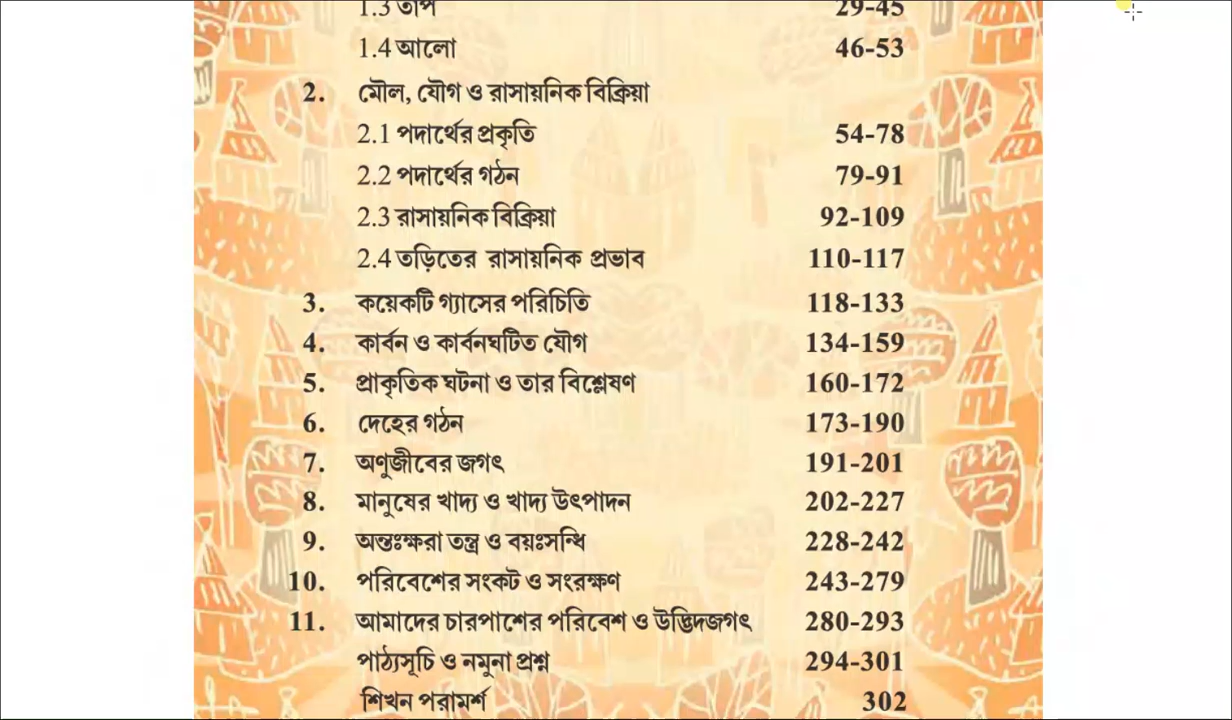 1.3 তাপ 29-45
1.4 আলো 46-53
2. মৌল, যৌগ ও রাসায়নিক বিক্রিয়া
2.1 পদার্থের প্রকৃতি 54-78
2.2 পদার্থের গঠন 79-91
2.3 রাসায়নিক বিক্রিয়া 92-109
2.4 তড়িতের রাসায়নিক প্রভাব 110-117
3. কয়েকটি গ্যাসের পরিচিতি 118-133
4. কার্বন ও কার্বনঘটিত যৌগ 134-159
5. প্রাকৃতিক ঘটনা ও তার বিশ্লেষণ 160-172
6. দেহের গঠন 173-190
7. অণুজীবের জগৎ 191-201
8. মানুষের খাদ্য ও খাদ্য উৎপাদন 202-227
9. অন্তঃক্ষরা তন্ত্র ও বয়ঃসন্ধি 228-242
10. পরিবেশের সংকট ও সংরক্ষণ 243-279
11. আমাদের চারপাশের পরিবেশ ও উদ্ভিদজগৎ 280-293
পাঠ্যসূচি ও নমুনা প্রশ্ন 294-301
শিখন পরামর্শ 302